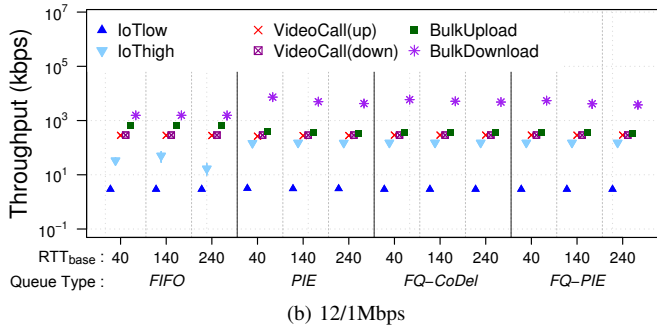 10^7
10^5
10^3
10^1
10^−1
Throughput (kbps)
IoTlow
IoThigh
VideoCall(up)
VideoCall(down)
BulkUpload
BulkDownload
RTT_base : 40 140 240 40 140 240 40 140 240 40 140 240
Queue Type : FIFO PIE FQ−CoDel FQ−PIE
(b) 12/1Mbps